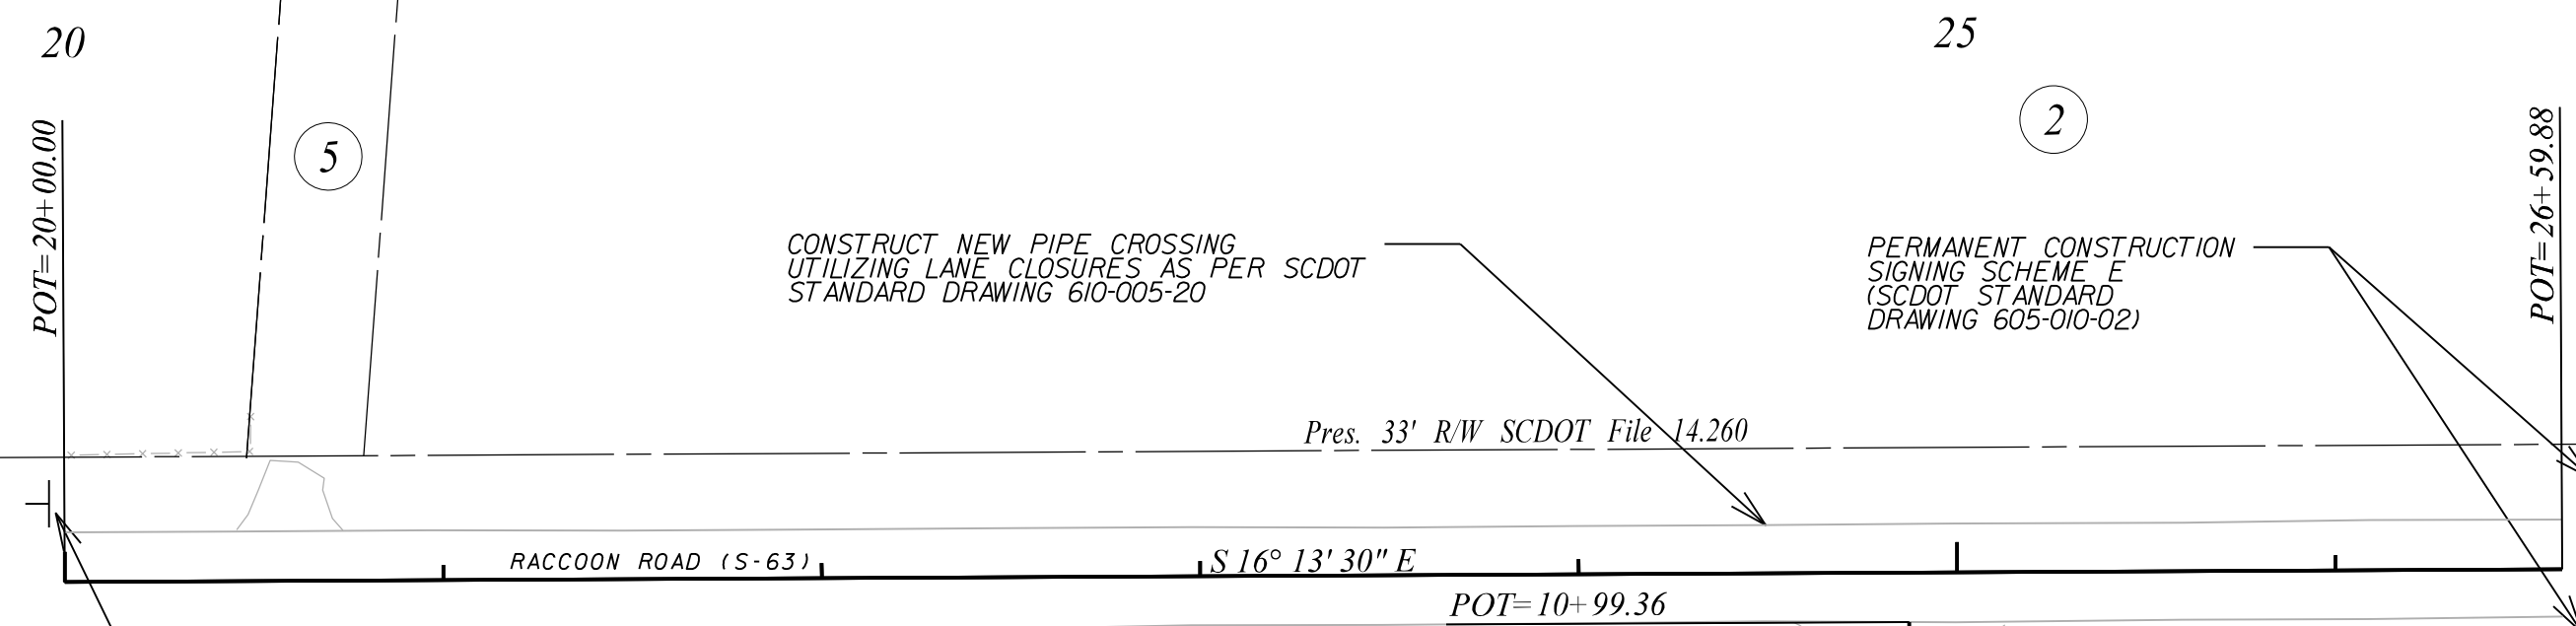 20
25
POT=20+00.00
5
2
POT=26+59.88
CONSTRUCT NEW PIPE CROSSING
UTILIZING LANE CLOSURES AS PER SCDOT
STANDARD DRAWING 610-005-20
PERMANENT CONSTRUCTION
SIGNING SCHEME E
(SCDOT STANDARD
DRAWING 605-010-02)
Pres. 33' R/W SCDOT File 14.260
RACCOON ROAD (S-63)
S 16° 13' 30" E
POT=10+99.36